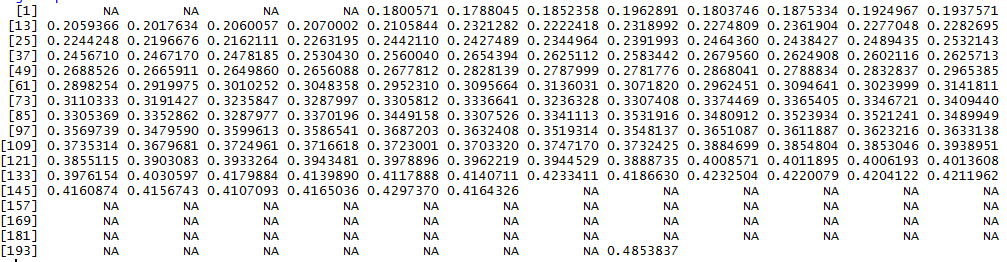 [1] NA NA NA NA 0.1800571 0.1788045 0.1852358 0.1962891 0.1803746 0.1875334 0.1924967 0.1937571
[13] 0.2059366 0.2017634 0.2060057 0.2070002 0.2105844 0.2321282 0.2222418 0.2318992 0.2274809 0.2361904 0.2277048 0.2282695
[25] 0.2244248 0.2196676 0.2162111 0.2263195 0.2442110 0.2427489 0.2344964 0.2391993 0.2464360 0.2438427 0.2489435 0.2532143
[37] 0.2456710 0.2467170 0.2478185 0.2530430 0.2560040 0.2654394 0.2625112 0.2583442 0.2679560 0.2624908 0.2602116 0.2625713
[49] 0.2688526 0.2665911 0.2649860 0.2656088 0.2677812 0.2828139 0.2787999 0.2781776 0.2868041 0.2788834 0.2832837 0.2965385
[61] 0.2898254 0.2919975 0.3010252 0.3048358 0.2952310 0.3095664 0.3136031 0.3071820 0.2962451 0.3094641 0.3023999 0.3141811
[73] 0.3110333 0.3191427 0.3235847 0.3287997 0.3305812 0.3336641 0.3236328 0.3307408 0.3374469 0.3365405 0.3346721 0.3409440
[85] 0.3305369 0.3352862 0.3287977 0.3370196 0.3449158 0.3307526 0.3341113 0.3531916 0.3480912 0.3523934 0.3521241 0.3489949
[97] 0.3569739 0.3479590 0.3599613 0.3586541 0.3687203 0.3632408 0.3519314 0.3548137 0.3651087 0.3611887 0.3623216 0.3633138
[109] 0.3735314 0.3679681 0.3724961 0.3716618 0.3723001 0.3703320 0.3747170 0.3732425 0.3884699 0.3854804 0.3853046 0.3938951
[121] 0.3855115 0.3903083 0.3933264 0.3943481 0.3978896 0.3962219 0.3944529 0.3888735 0.4008571 0.4011895 0.4006193 0.4013608
[133] 0.3976154 0.4030597 0.4179884 0.4139890 0.4117888 0.4140711 0.4233411 0.4186630 0.4232504 0.4220079 0.4204122 0.4211962
[145] 0.4160874 0.4156743 0.4107093 0.4165036 0.4297370 0.4164326 NA NA NA NA NA NA
[157] NA NA NA NA NA NA NA NA NA NA NA NA
[169] NA NA NA NA NA NA NA NA NA NA NA NA
[181] NA NA NA NA NA NA NA NA NA NA NA NA
[193] NA NA NA NA NA NA NA 0.4853837